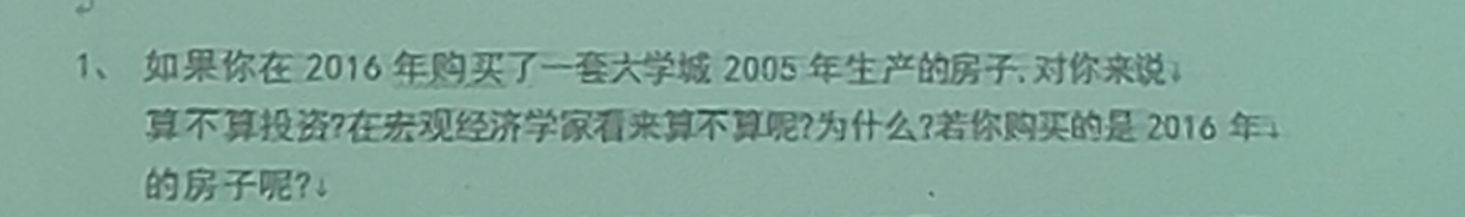 1、 如果你在 2016 年购买了一套大学城 2005 年生产的房子,对你来说↓
算不算投资?在宏观经济学家看来算不算呢?为什么?若你购买的是 2016 年↓
的房子呢?↓